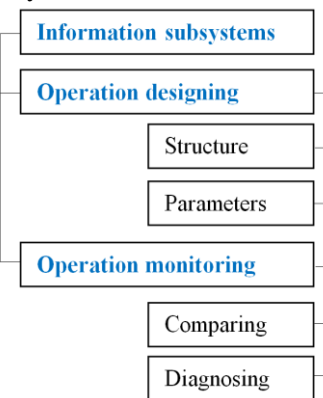 Information subsystems
Operation designing
Structure
Parameters
Operation monitoring
Comparing
Diagnosing